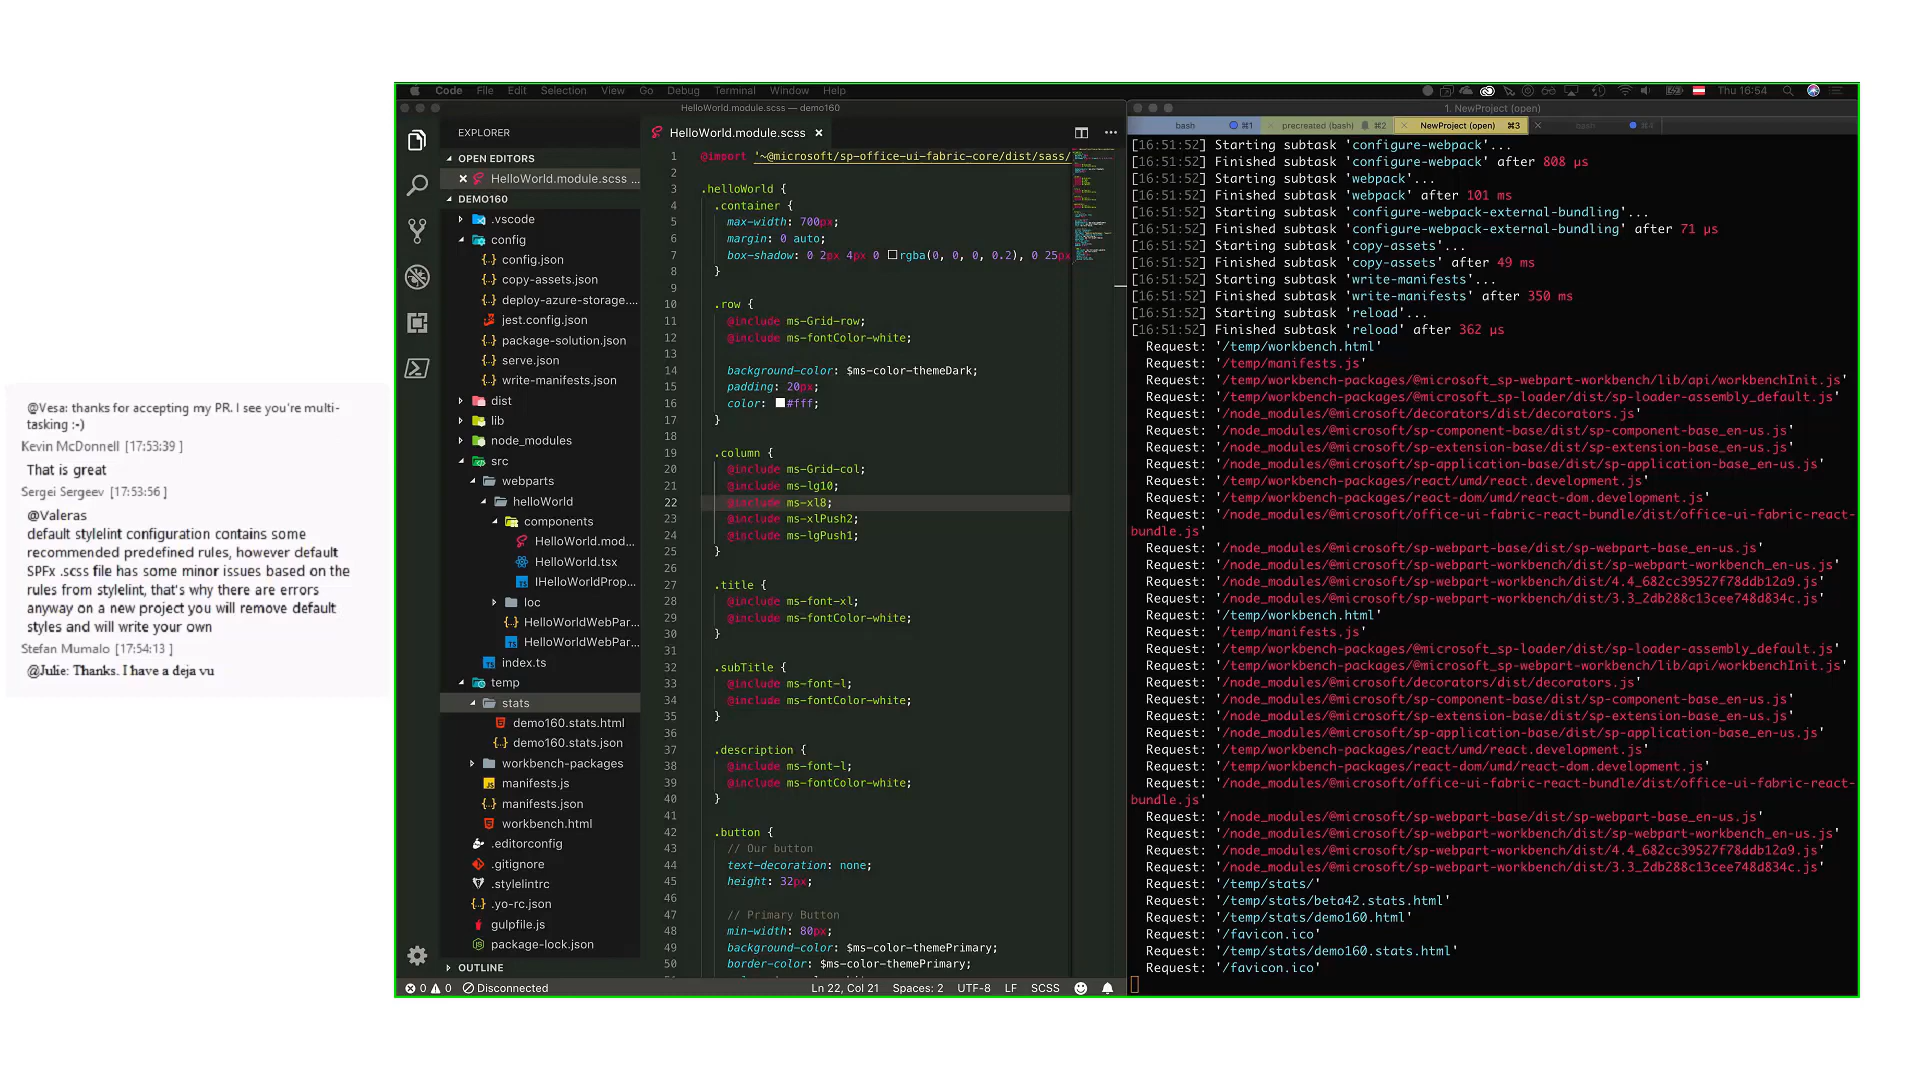 @Vesa: thanks for accepting my PR. I see you're multi-
tasking :-)
Kevin McDonnell [17:53:39 ]
That is great
Sergei Sergeev [17:53:56 ]
@Valeras
default stylelint configuration contains some
recommended predefined rules, however default
SPFx .scss file has some minor issues based on the
rules from stylelint, that's why there are errors
anyway on a new project you will remove default
styles and will write your own
Stefan Mumalo [17:54:13 ]
@Julie: Thanks. I have a deja vu
Code File Edit Selection View Go Debug Terminal Window Help
Thu 16:54
HelloWorld.module.scss — demo160
EXPLORER
OPEN EDITORS
HelloWorld.module.scss ...
DEMO160
.vscode
config
config.json
copy-assets.json
deploy-azure-storage....
jest.config.json
package-solution.json
serve.json
write-manifests.json
dist
lib
node_modules
src
webparts
helloWorld
components
HelloWorld.mod...
HelloWorld.tsx
IHelloWorldProp...
loc
HelloWorldWebPar...
HelloWorldWebPar...
index.ts
temp
stats
demo160.stats.html
demo160.stats.json
workbench-packages
manifests.js
manifests.json
workbench.html
.editorconfig
.gitignore
.stylelintrc
.yo-rc.json
gulpfile.js
package-lock.json
OUTLINE
HelloWorld.module.scss
1 @import '~@microsoft/sp-office-ui-fabric-core/dist/sass/
2
3 .helloWorld {
4 .container {
5 max-width: 700px;
6 margin: 0 auto;
7 box-shadow: 0 2px 4px 0 rgba(0, 0, 0, 0.2), 0 25px
8 }
9
10 .row {
11 @include ms-Grid-row;
12 @include ms-fontColor-white;
13
14 background-color: $ms-color-themeDark;
15 padding: 20px;
16 color: #fff;
17 }
18
19 .column {
20 @include ms-Grid-col;
21 @include ms-lg10;
22 @include ms-xl8;
23 @include ms-xlPush2;
24 @include ms-lgPush1;
25 }
26
27 .title {
28 @include ms-font-xl;
29 @include ms-fontColor-white;
30 }
31
32 .subTitle {
33 @include ms-font-l;
34 @include ms-fontColor-white;
35 }
36
37 .description {
38 @include ms-font-l;
39 @include ms-fontColor-white;
40 }
41
42 .button {
43 // Our button
44 text-decoration: none;
45 height: 32px;
46
47 // Primary Button
48 min-width: 80px;
49 background-color: $ms-color-themePrimary;
50 border-color: $ms-color-themePrimary;
0 0 Disconnected
Ln 22, Col 21 Spaces: 2 UTF-8 LF SCSS
1. NewProject (open)
bash ⌘1 precreated (bash) ⌘2 NewProject (open) ⌘3 bash ⌘4
[16:51:52] Starting subtask 'configure-webpack'...
[16:51:52] Finished subtask 'configure-webpack' after 808 μs
[16:51:52] Starting subtask 'webpack'...
[16:51:52] Finished subtask 'webpack' after 101 ms
[16:51:52] Starting subtask 'configure-webpack-external-bundling'...
[16:51:52] Finished subtask 'configure-webpack-external-bundling' after 71 μs
[16:51:52] Starting subtask 'copy-assets'...
[16:51:52] Finished subtask 'copy-assets' after 49 ms
[16:51:52] Starting subtask 'write-manifests'...
[16:51:52] Finished subtask 'write-manifests' after 350 ms
[16:51:52] Starting subtask 'reload'...
[16:51:52] Finished subtask 'reload' after 362 μs
Request: '/temp/workbench.html'
Request: '/temp/manifests.js'
Request: '/temp/workbench-packages/@microsoft_sp-webpart-workbench/lib/api/workbenchInit.js'
Request: '/temp/workbench-packages/@microsoft_sp-loader/dist/sp-loader-assembly_default.js'
Request: '/node_modules/@microsoft/decorators/dist/decorators.js'
Request: '/node_modules/@microsoft/sp-component-base/dist/sp-component-base_en-us.js'
Request: '/node_modules/@microsoft/sp-extension-base/dist/sp-extension-base_en-us.js'
Request: '/node_modules/@microsoft/sp-application-base/dist/sp-application-base_en-us.js'
Request: '/temp/workbench-packages/react/umd/react.development.js'
Request: '/temp/workbench-packages/react-dom/umd/react-dom.development.js'
Request: '/node_modules/@microsoft/office-ui-fabric-react-bundle/dist/office-ui-fabric-react-
bundle.js'
Request: '/node_modules/@microsoft/sp-webpart-base/dist/sp-webpart-base_en-us.js'
Request: '/node_modules/@microsoft/sp-webpart-workbench/dist/sp-webpart-workbench_en-us.js'
Request: '/node_modules/@microsoft/sp-webpart-workbench/dist/4.4_682cc39527f78ddb12a9.js'
Request: '/node_modules/@microsoft/sp-webpart-workbench/dist/3.3_2db288c13cee748d834c.js'
Request: '/temp/workbench.html'
Request: '/temp/manifests.js'
Request: '/temp/workbench-packages/@microsoft_sp-loader/dist/sp-loader-assembly_default.js'
Request: '/temp/workbench-packages/@microsoft_sp-webpart-workbench/lib/api/workbenchInit.js'
Request: '/node_modules/@microsoft/decorators/dist/decorators.js'
Request: '/node_modules/@microsoft/sp-component-base/dist/sp-component-base_en-us.js'
Request: '/node_modules/@microsoft/sp-extension-base/dist/sp-extension-base_en-us.js'
Request: '/node_modules/@microsoft/sp-application-base/dist/sp-application-base_en-us.js'
Request: '/temp/workbench-packages/react/umd/react.development.js'
Request: '/temp/workbench-packages/react-dom/umd/react-dom.development.js'
Request: '/node_modules/@microsoft/office-ui-fabric-react-bundle/dist/office-ui-fabric-react-
bundle.js'
Request: '/node_modules/@microsoft/sp-webpart-base/dist/sp-webpart-base_en-us.js'
Request: '/node_modules/@microsoft/sp-webpart-workbench/dist/sp-webpart-workbench_en-us.js'
Request: '/node_modules/@microsoft/sp-webpart-workbench/dist/4.4_682cc39527f78ddb12a9.js'
Request: '/node_modules/@microsoft/sp-webpart-workbench/dist/3.3_2db288c13cee748d834c.js'
Request: '/temp/stats/'
Request: '/temp/stats/beta42.stats.html'
Request: '/temp/stats/demo160.html'
Request: '/favicon.ico'
Request: '/temp/stats/demo160.stats.html'
Request: '/favicon.ico'